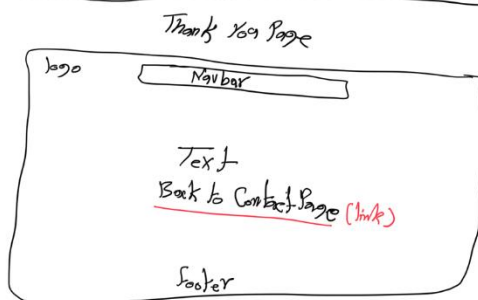 Thank You Page
logo
Navbar
Text
Back to Contact Page (link)
footer